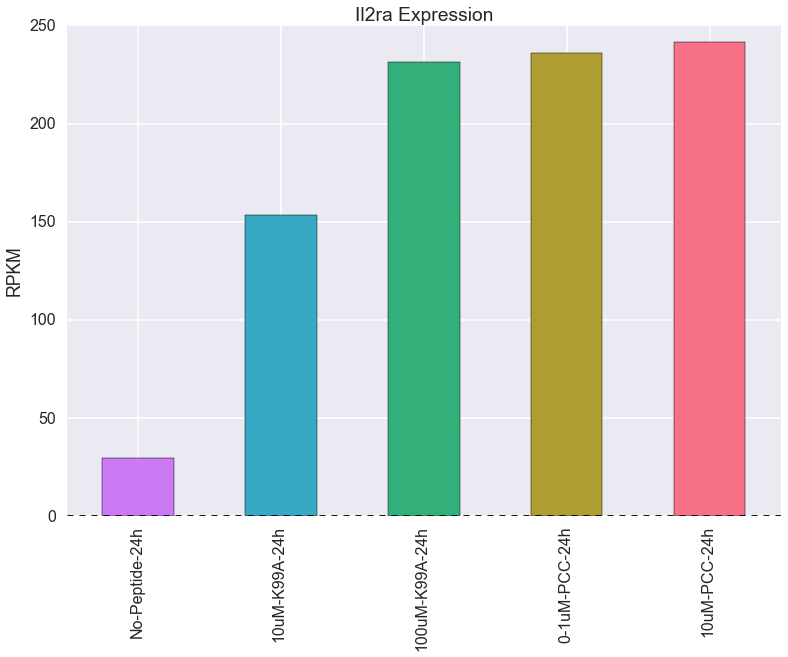 Il2ra Expression
RPKM
250
200
150
100
50
0
No-Peptide-24h
10uM-K99A-24h
100uM-K99A-24h
0-1uM-PCC-24h
10uM-PCC-24h